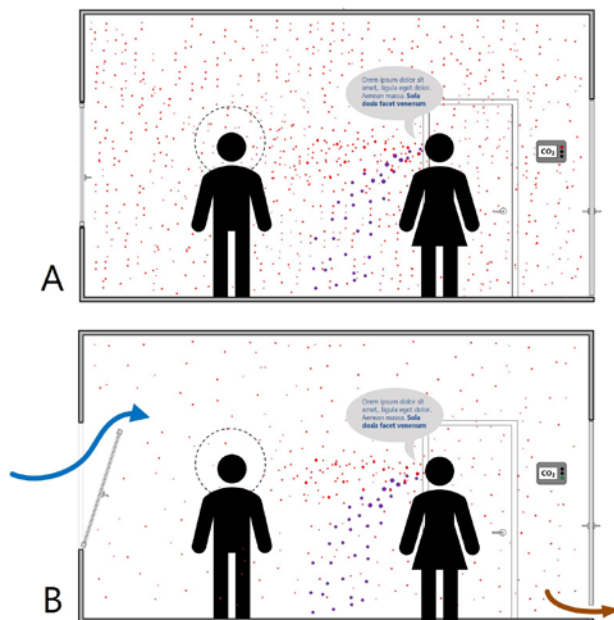 Orem ipsum dolor sit
amet, ligula eget dolor.
Aenean massa. Sola
dosis facet venenum
CO₂
A
Orem ipsum dolor sit
amet, ligula eget dolor.
Aenean massa. Sola
dosis facet venenum
CO₂
B